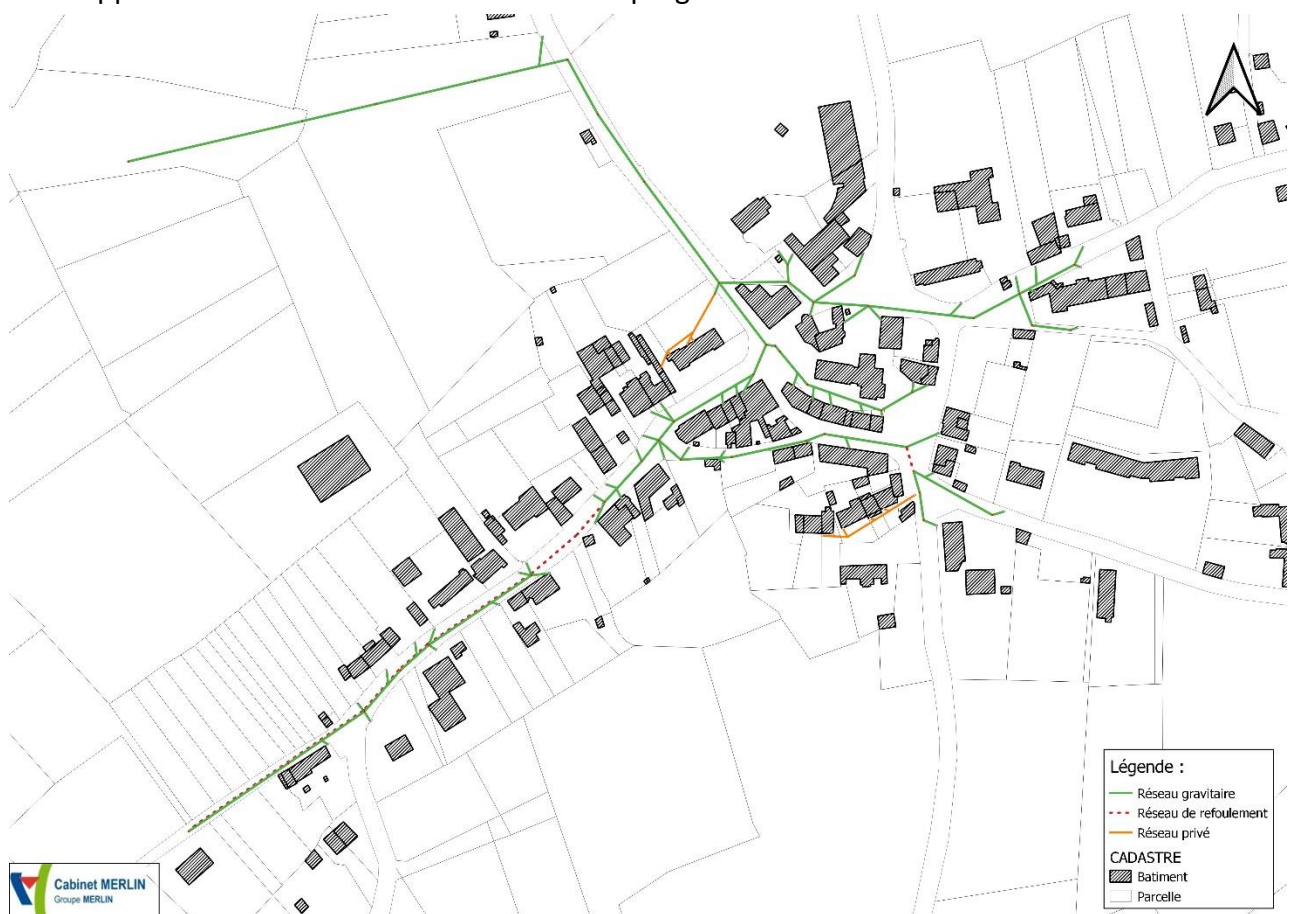 Légende :
Réseau gravitaire
Réseau de refoulement
Réseau privé
CADASTRE
Batiment
Parcelle
Cabinet MERLIN
Groupe MERLIN